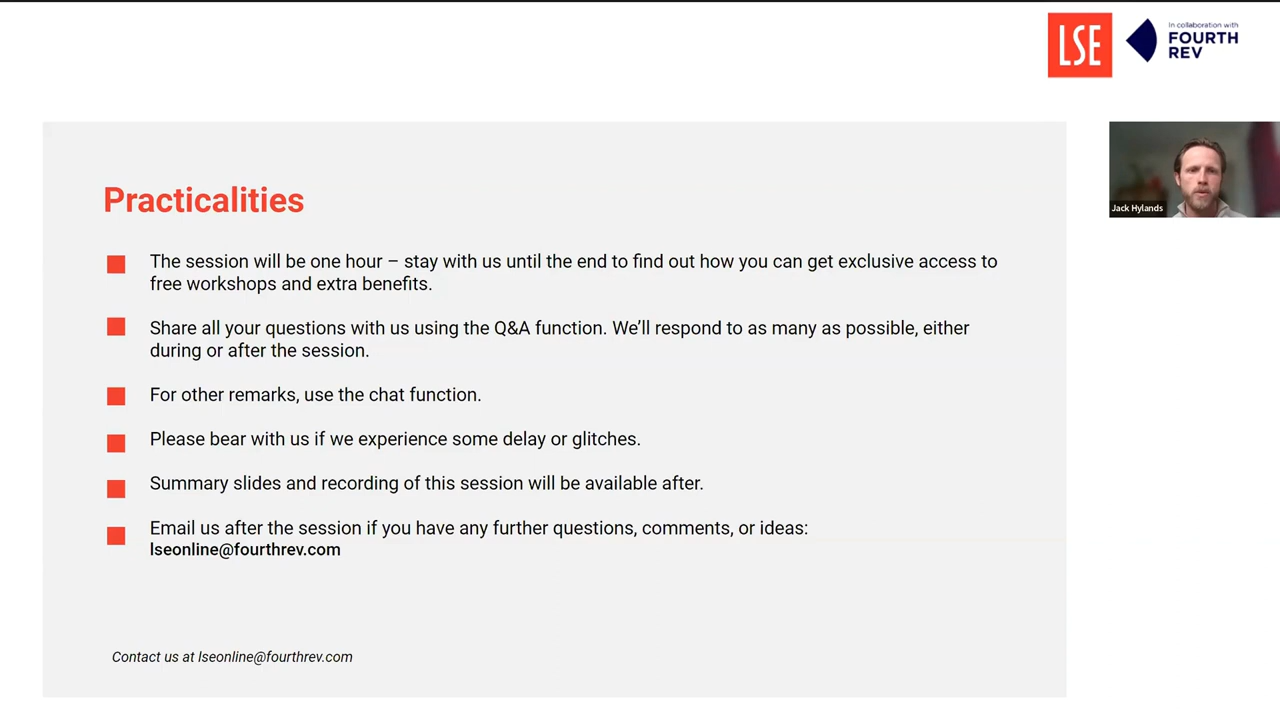 LSE
In collaboration with
FOURTH
REV
Practicalities
The session will be one hour – stay with us until the end to find out how you can get exclusive access to
free workshops and extra benefits.
Share all your questions with us using the Q&A function. We’ll respond to as many as possible, either
during or after the session.
For other remarks, use the chat function.
Please bear with us if we experience some delay or glitches.
Summary slides and recording of this session will be available after.
Email us after the session if you have any further questions, comments, or ideas:
lseonline@fourthrev.com
Contact us at lseonline@fourthrev.com
Jack Hylands